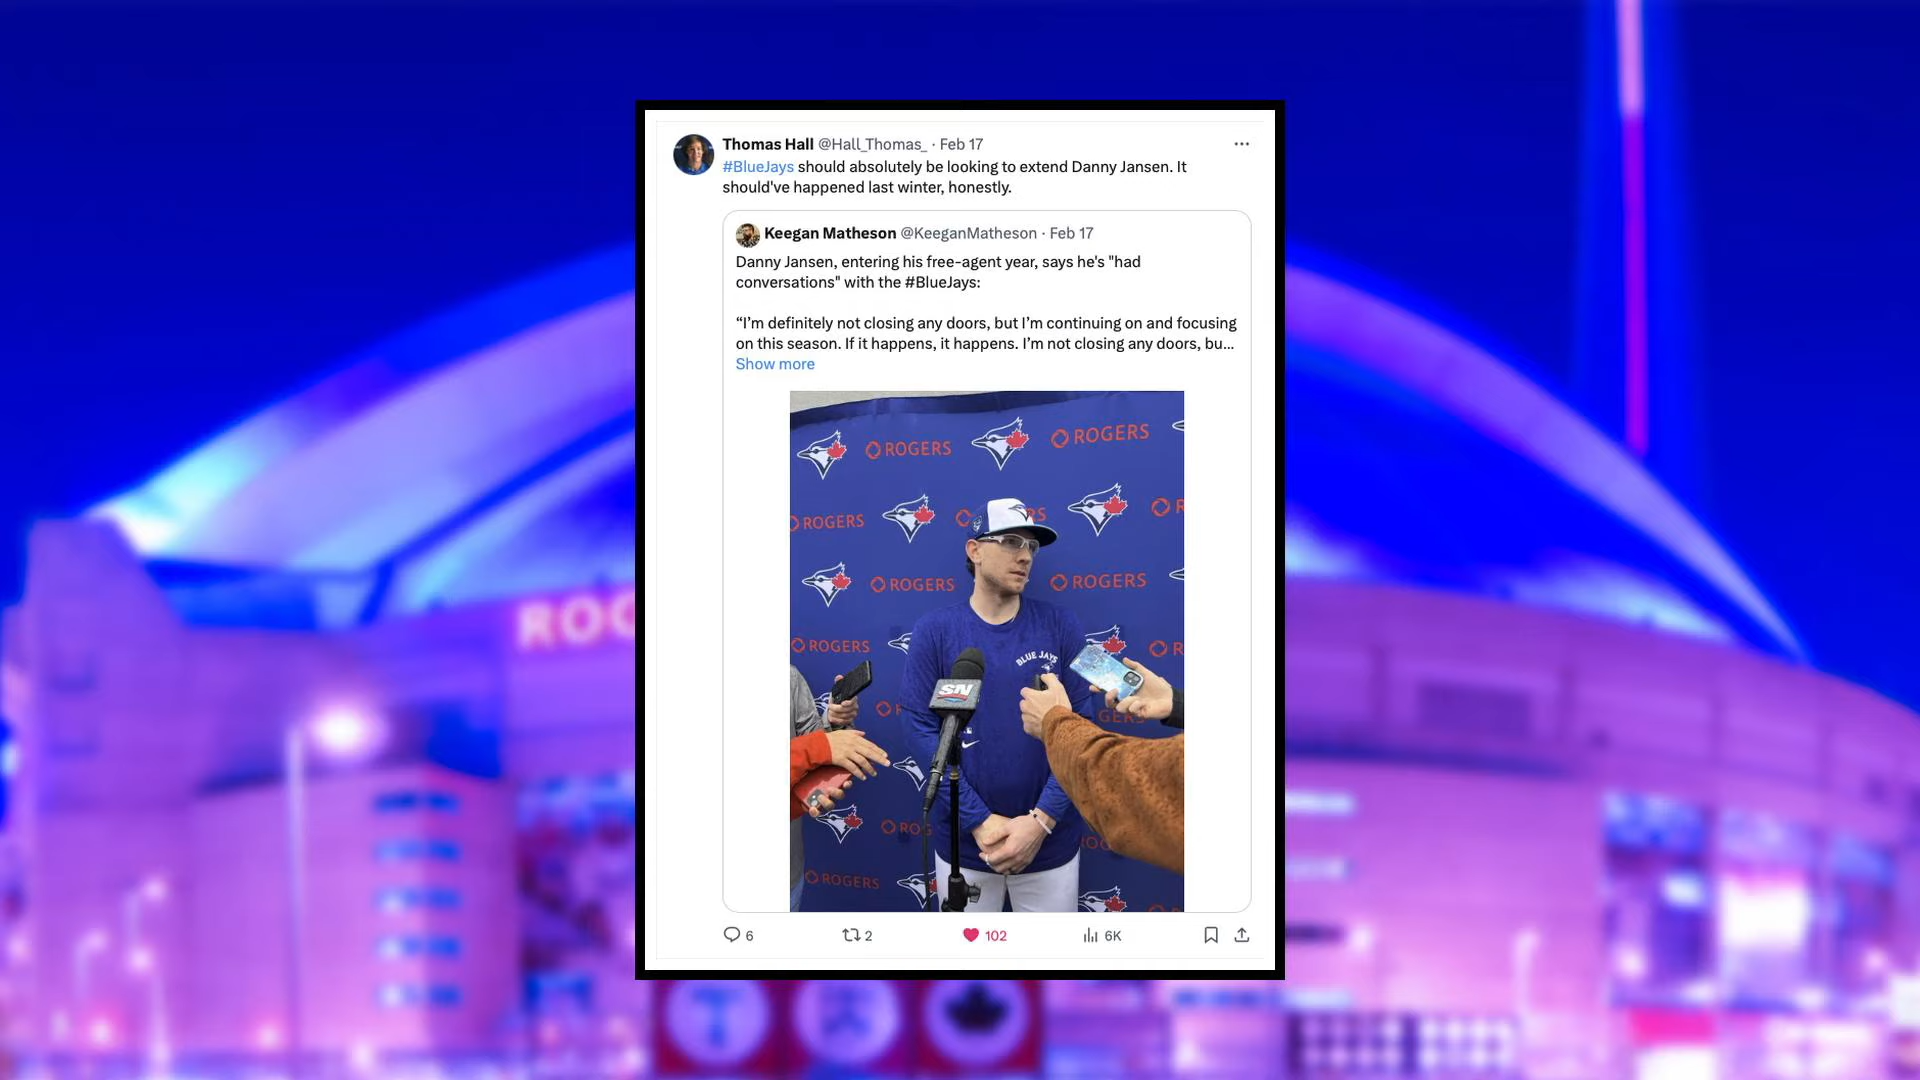 Thomas Hall @Hall_Thomas_ · Feb 17
#BlueJays should absolutely be looking to extend Danny Jansen. It
should've happened last winter, honestly.
Keegan Matheson @KeeganMatheson · Feb 17
Danny Jansen, entering his free-agent year, says he's "had
conversations" with the #BlueJays:
“I’m definitely not closing any doors, but I’m continuing on and focusing
on this season. If it happens, it happens. I’m not closing any doors, bu...
Show more
ROGERS ROGERS
ROGERS RS R
ROGERS ROGERS
ROGERS
BLUE JAYS
SN
GERS
ROG
ROGERS
ROG
6 2 102 6K